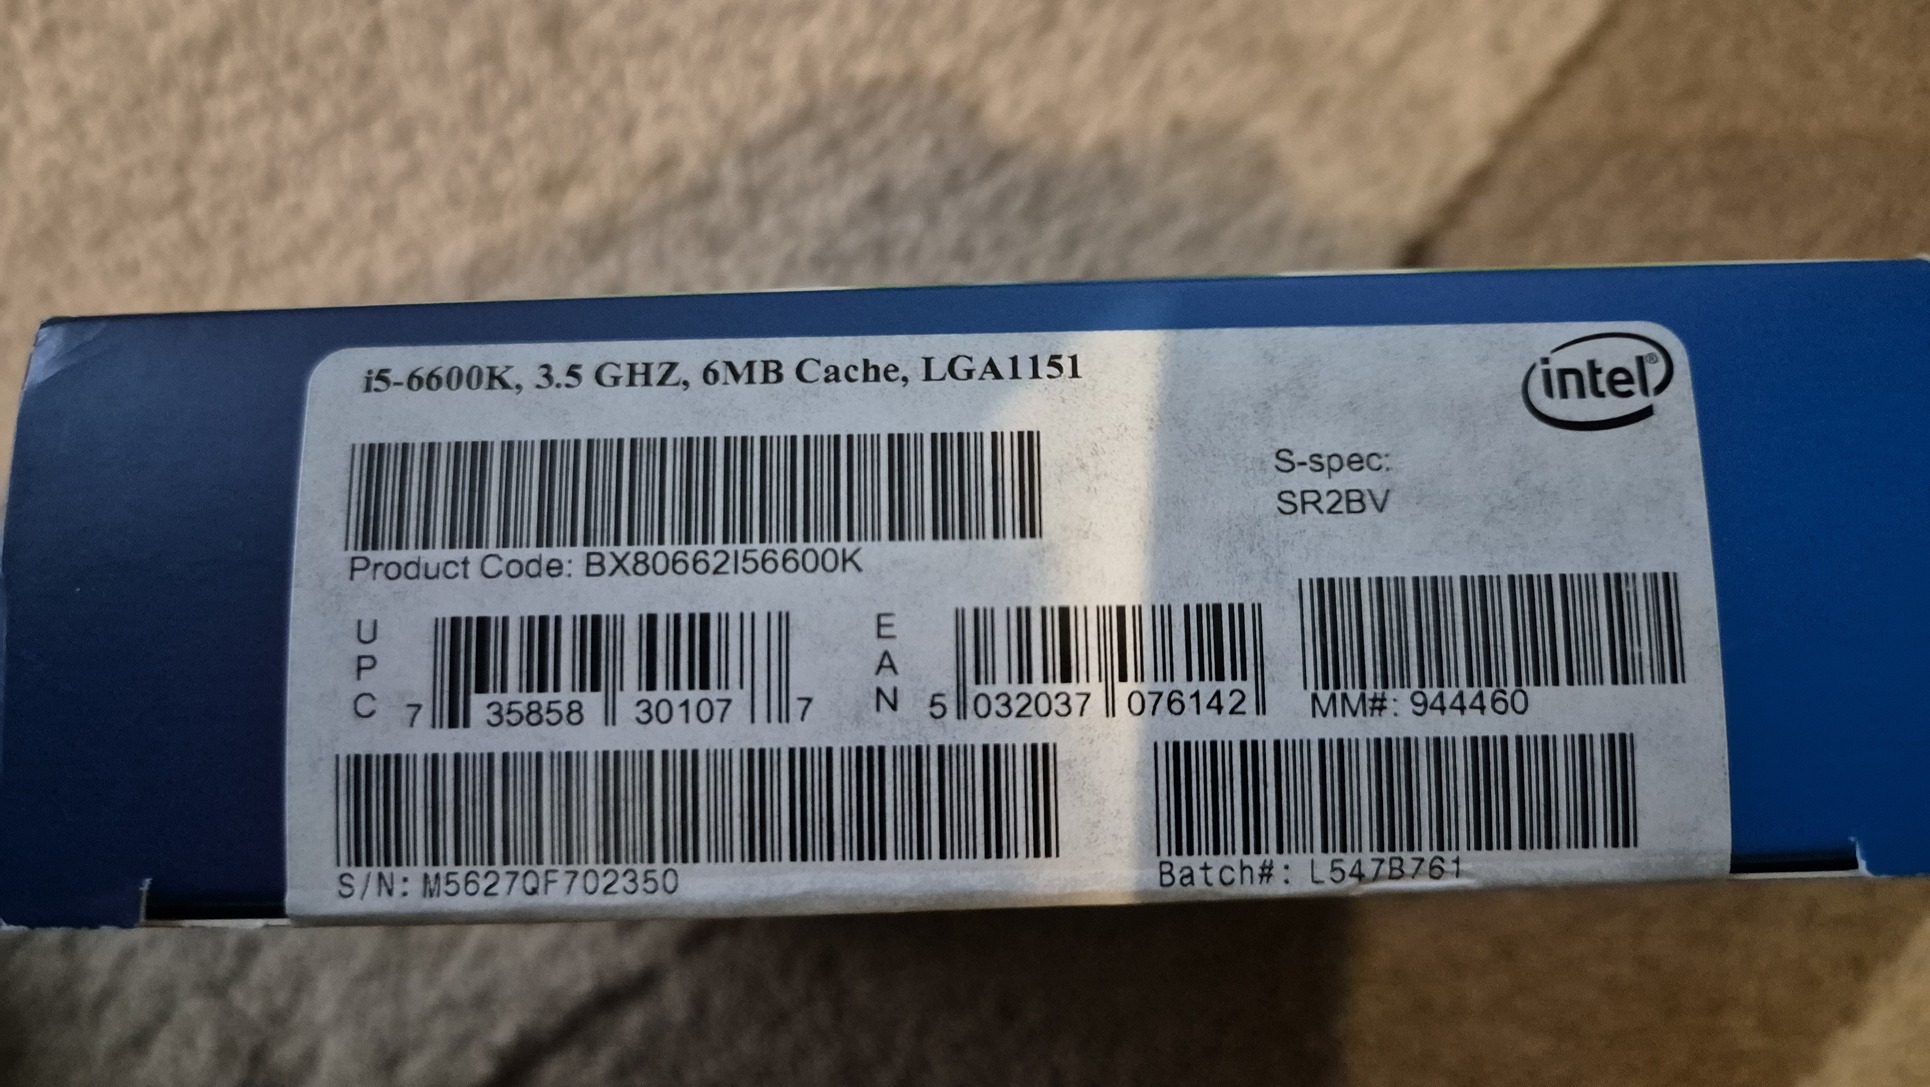 i5-6600K, 3.5 GHZ, 6MB Cache, LGA1151
intel®
S-spec:
SR2BV
Product Code: BX80662I56600K
UPC 7 35858 30107 7
EAN 5 032037 076142
MM#: 944460
S/N: M5627QF702350
Batch#: L547B761